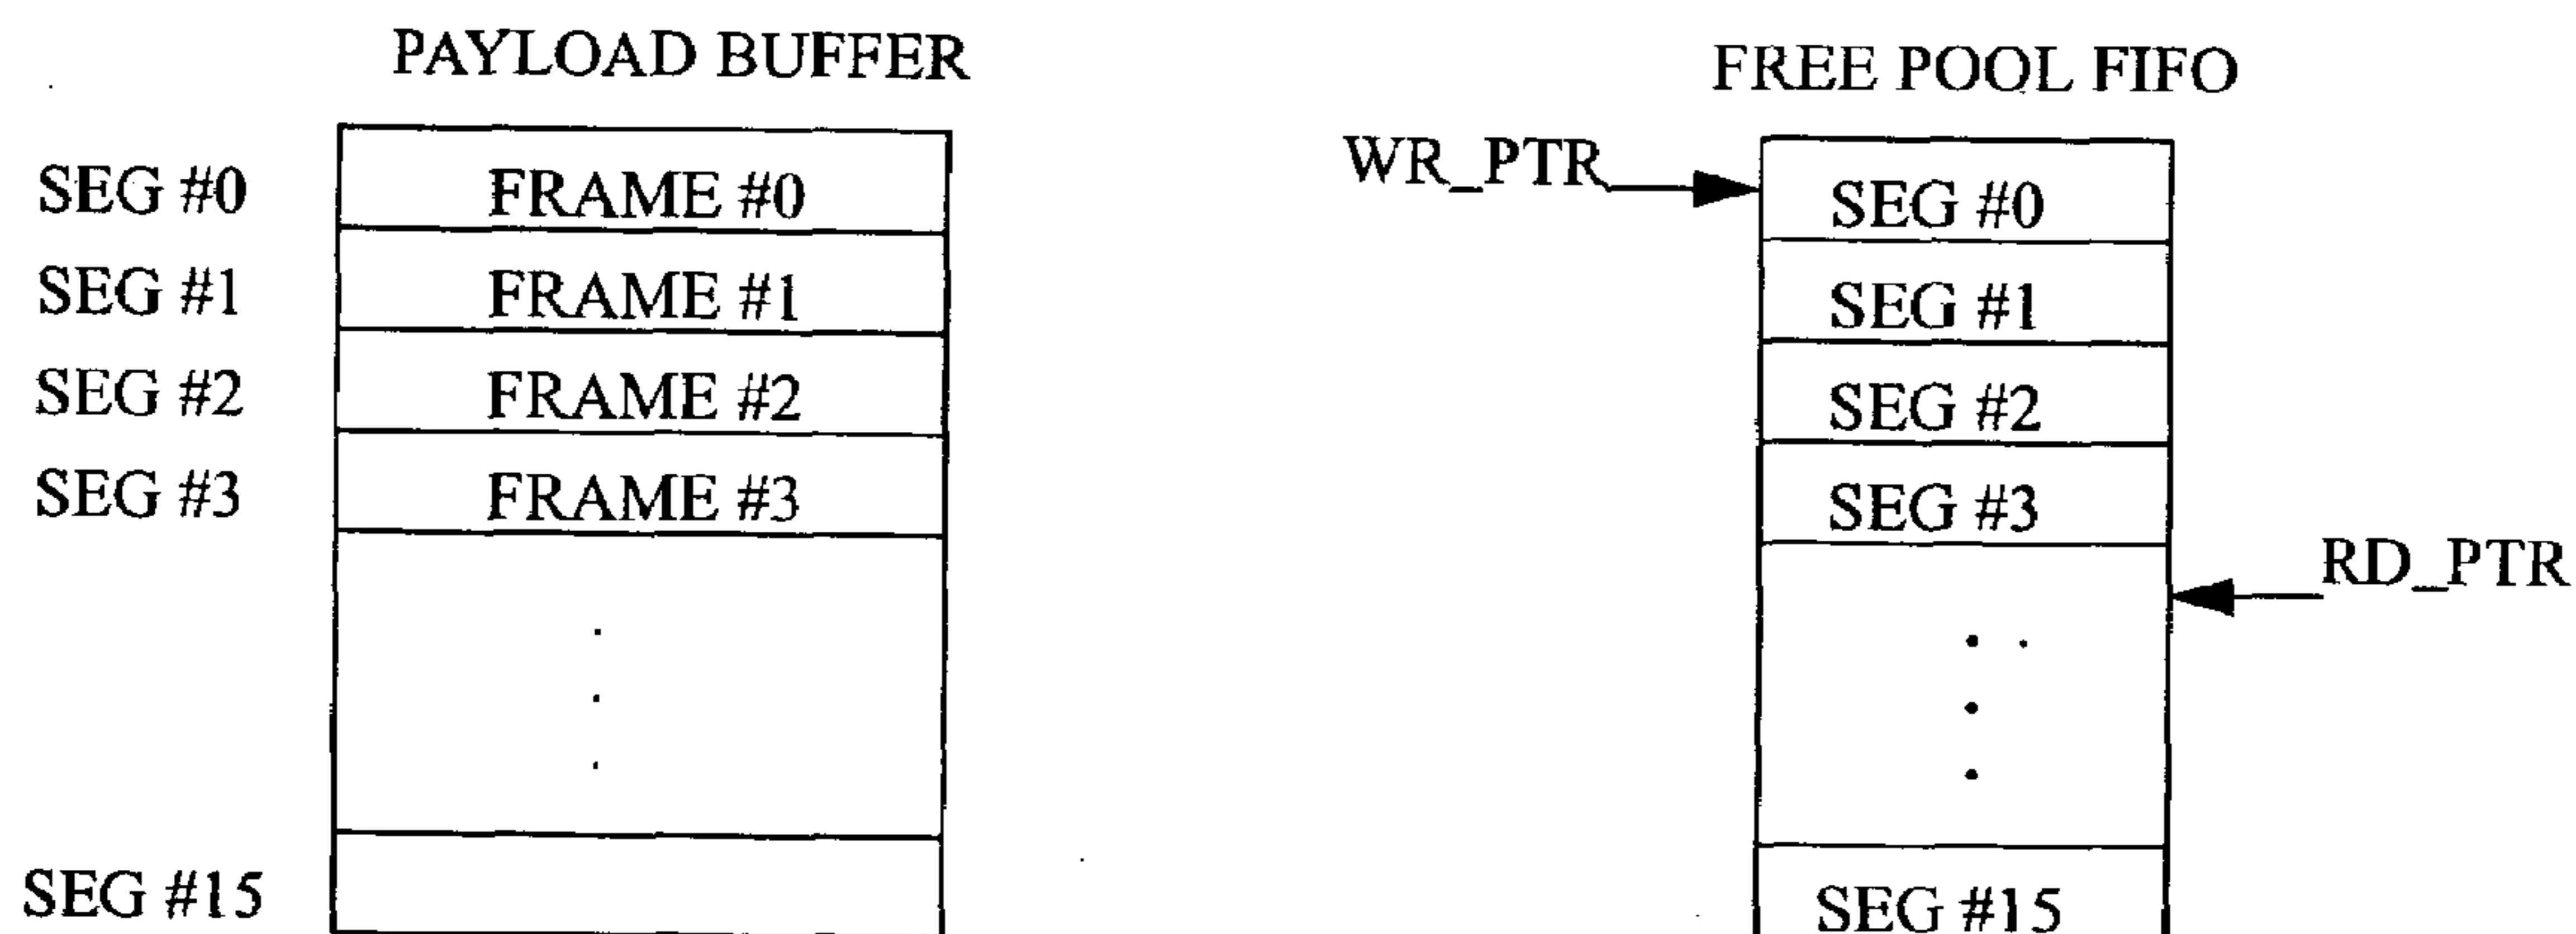 PAYLOAD BUFFER
SEG #0 FRAME #0
SEG #1 FRAME #1
SEG #2 FRAME #2
SEG #3 FRAME #3
SEG #15
FREE POOL FIFO
WR_PTR
SEG #0
SEG #1
SEG #2
SEG #3
RD_PTR
SEG #15